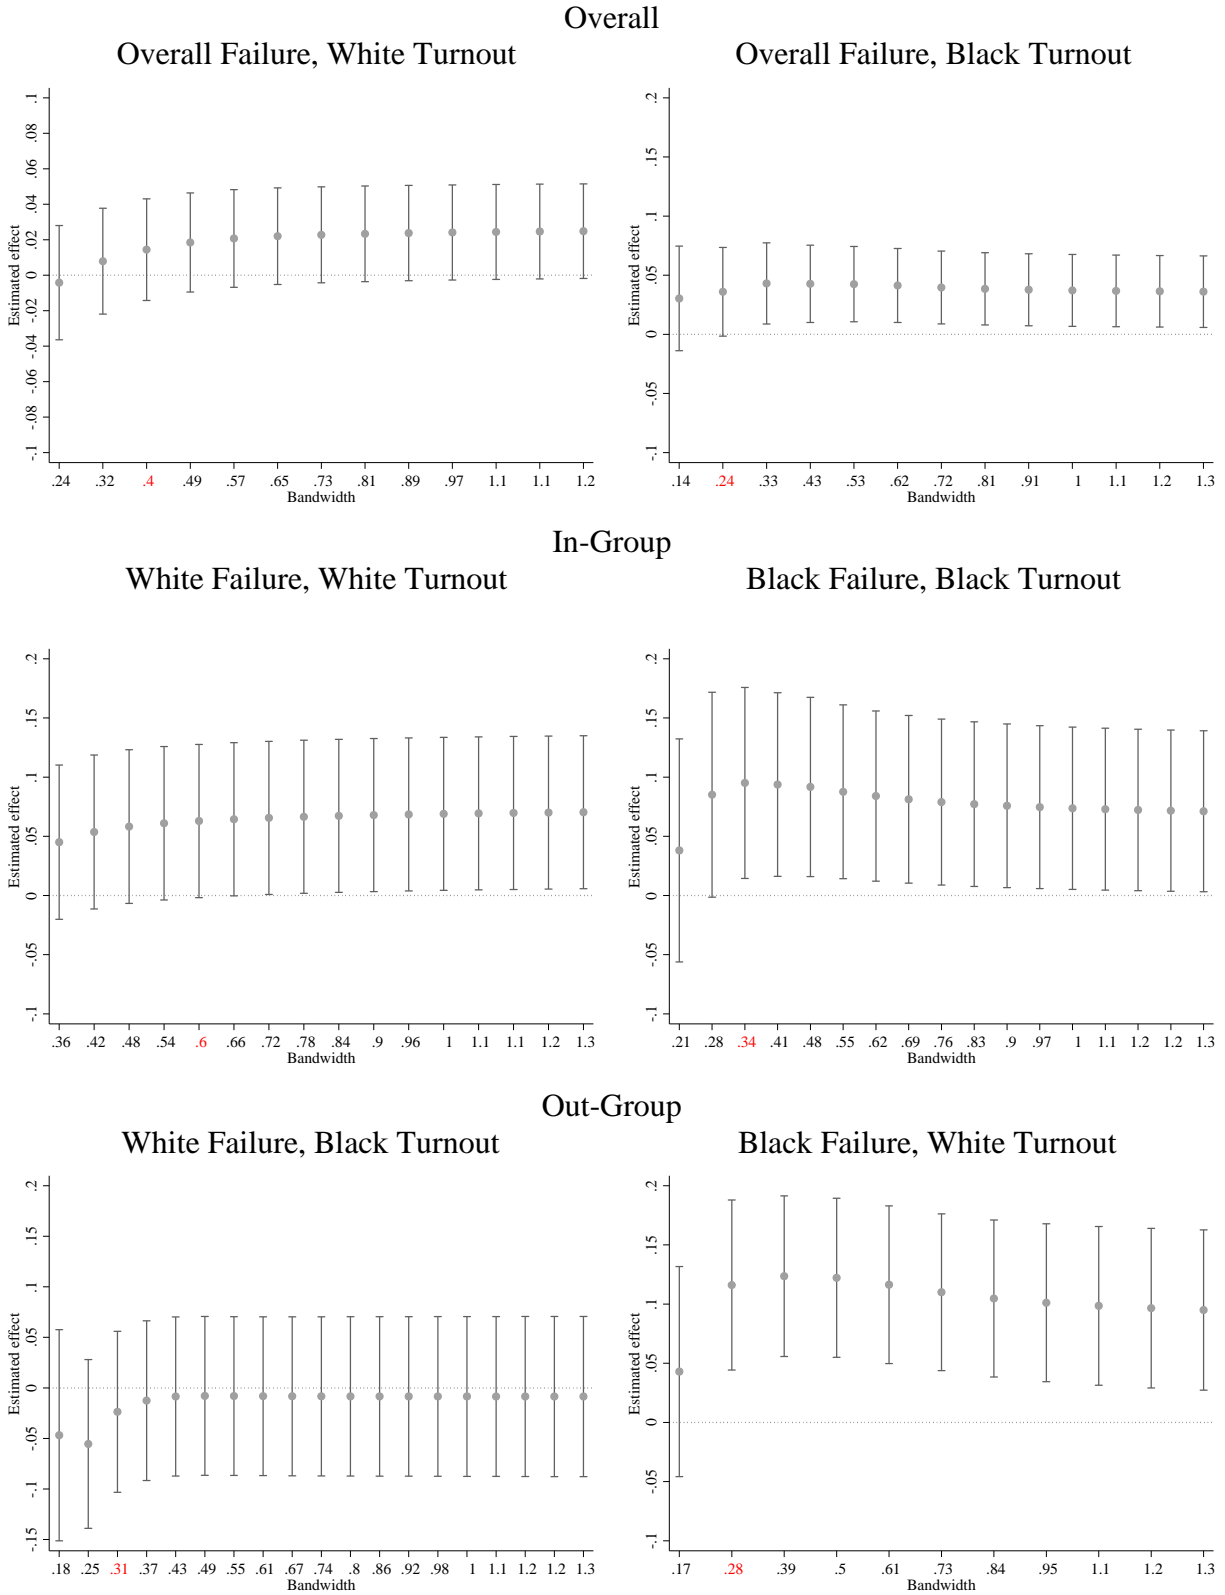 Overall
Overall Failure, White Turnout
Estimated effect
.1
.08
.06
.04
.02
0
-.02
-.04
-.06
-.08
-.1
.24 .32 .4 .49 .57 .65 .73 .81 .89 .97 1.1 1.1 1.2
Bandwidth
Overall Failure, Black Turnout
Estimated effect
.2
.15
.1
.05
0
-.05
-.1
.14 .24 .33 .43 .53 .62 .72 .81 .91 1 1.1 1.2 1.3
Bandwidth
In-Group
White Failure, White Turnout
Estimated effect
.2
.15
.1
.05
0
-.05
-.1
.36 .42 .48 .54 .6 .66 .72 .78 .84 .9 .96 1 1.1 1.1 1.2 1.3
Bandwidth
Black Failure, Black Turnout
Estimated effect
.2
.15
.1
.05
0
-.05
-.1
.21 .28 .34 .41 .48 .55 .62 .69 .76 .83 .9 .97 1 1.1 1.2 1.2 1.3
Bandwidth
Out-Group
White Failure, Black Turnout
Estimated effect
.2
.15
.1
.05
0
-.05
-.1
-.15
.18 .25 .31 .37 .43 .49 .55 .61 .67 .74 .8 .86 .92 .98 1 1.1 1.2 1.2 1.3
Bandwidth
Black Failure, White Turnout
Estimated effect
.2
.15
.1
.05
0
-.05
-.1
.17 .28 .39 .5 .61 .73 .84 .95 1.1 1.2 1.3
Bandwidth